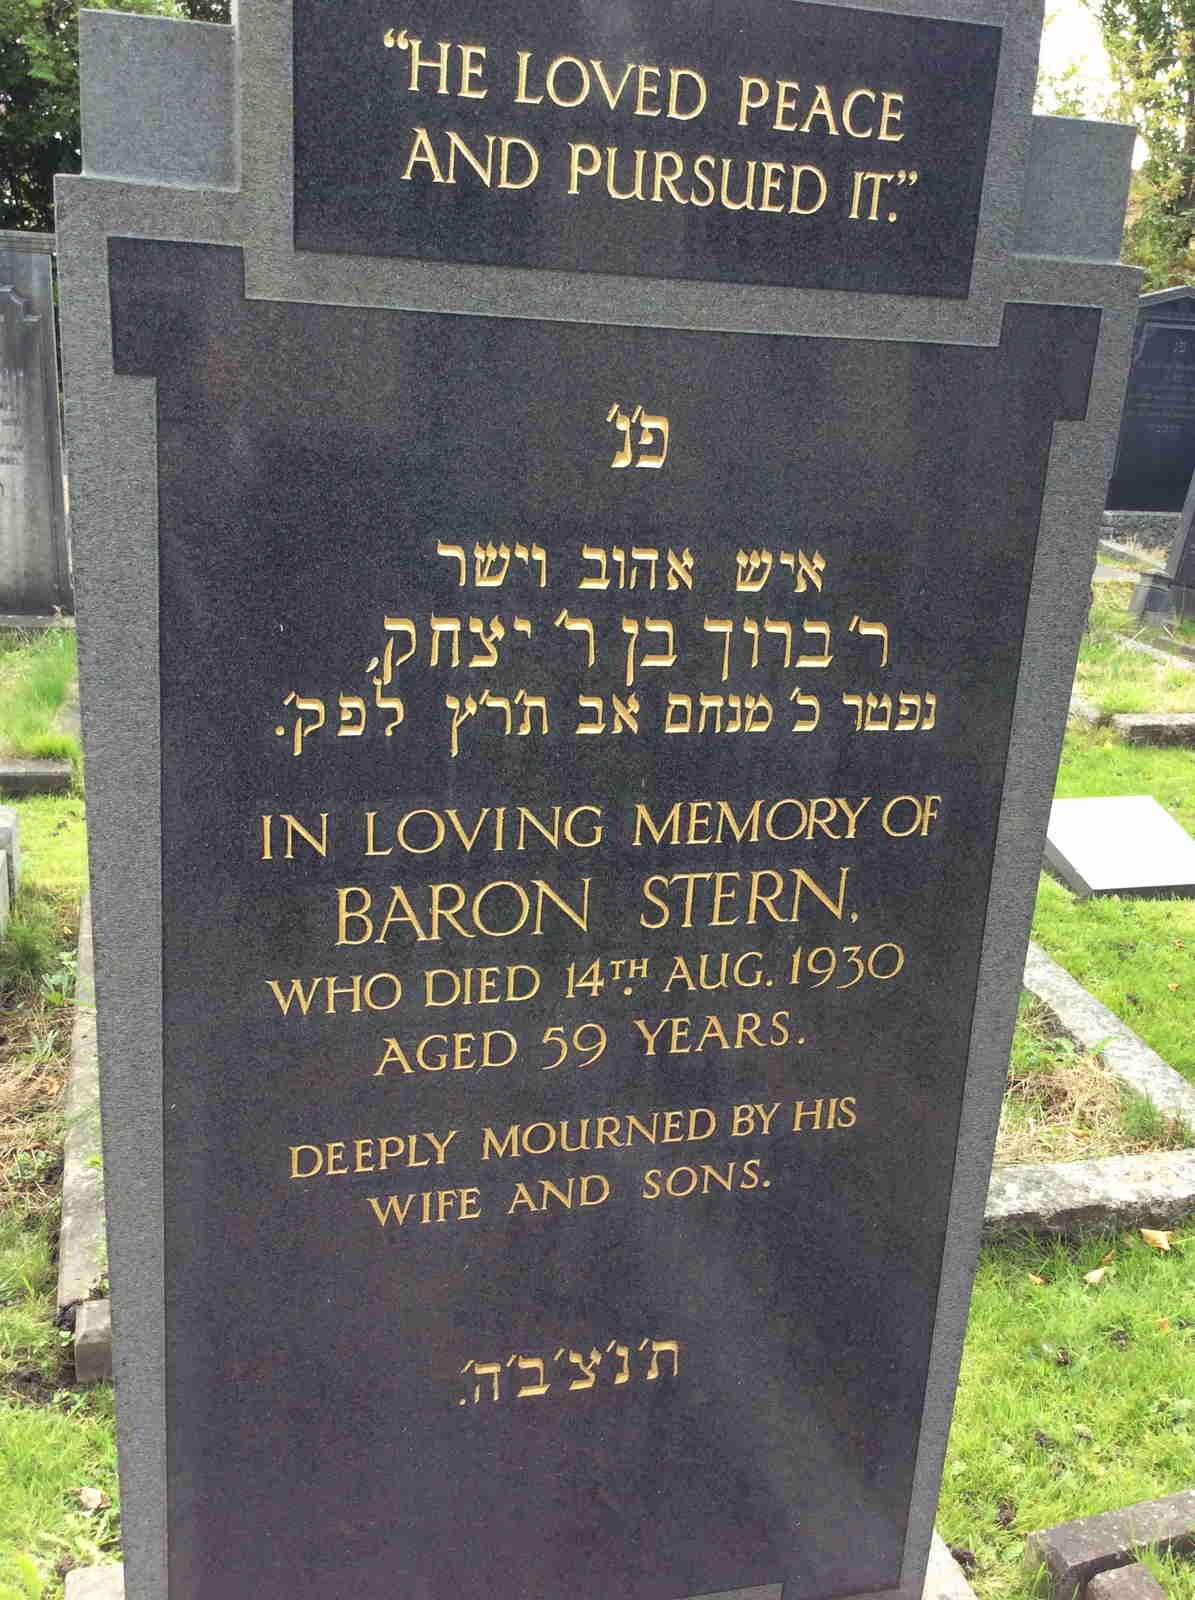 “HE LOVED PEACE
AND PURSUED IT.”
פ'נ'
איש אהוב וישר
ר' ברוך בן ר' יצחק,
נפטר כ' מנחם אב ת'ר'ץ לפק'.
IN LOVING MEMORY OF
BARON STERN,
WHO DIED 14TH. AUG. 1930
AGED 59 YEARS.
DEEPLY MOURNED BY HIS
WIFE AND SONS.
ת'נ'צ'ב'ה'.